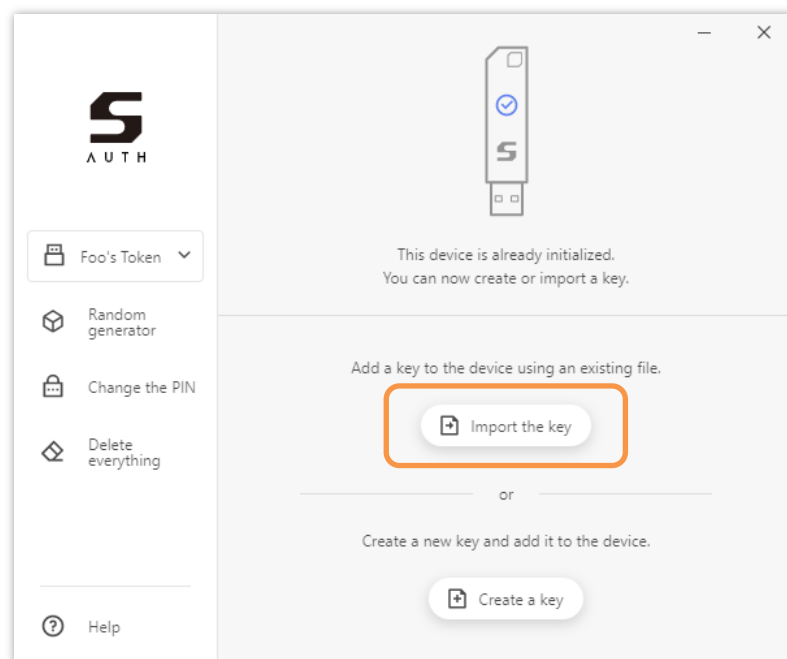 S
AUTH
Foo's Token
Random
generator
Change the PIN
Delete
everything
Help
S
This device is already initialized.
You can now create or import a key.
Add a key to the device using an existing file.
Import the key
or
Create a new key and add it to the device.
Create a key